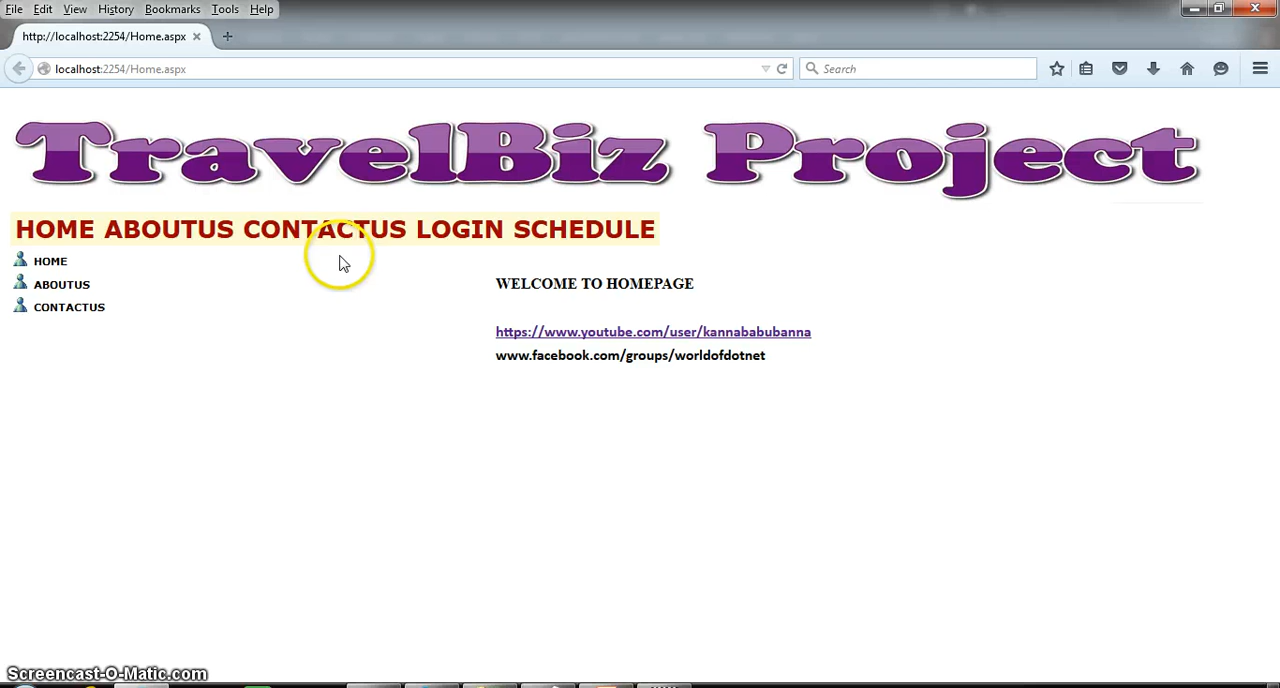 File Edit View History Bookmarks Tools Help
http://localhost:2254/Home.aspx
localhost:2254/Home.aspx
Search
TravelBiz Project
HOME ABOUTUS CONTACTUS LOGIN SCHEDULE
HOME
ABOUTUS
CONTACTUS
WELCOME TO HOMEPAGE
https://www.youtube.com/user/kannababubanna
www.facebook.com/groups/worldofdotnet
Screencast-O-Matic.com